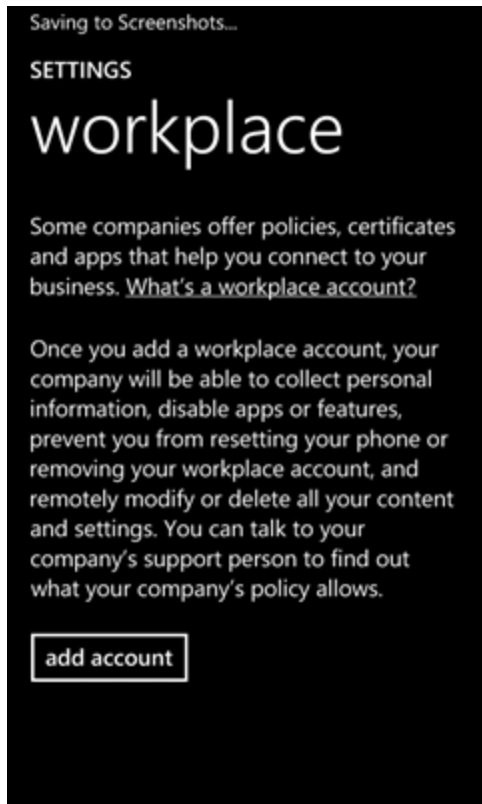 Saving to Screenshots...
SETTINGS
workplace
Some companies offer policies, certificates
and apps that help you connect to your
business. What's a workplace account?
Once you add a workplace account, your
company will be able to collect personal
information, disable apps or features,
prevent you from resetting your phone or
removing your workplace account, and
remotely modify or delete all your content
and settings. You can talk to your
company's support person to find out
what your company's policy allows.
add account